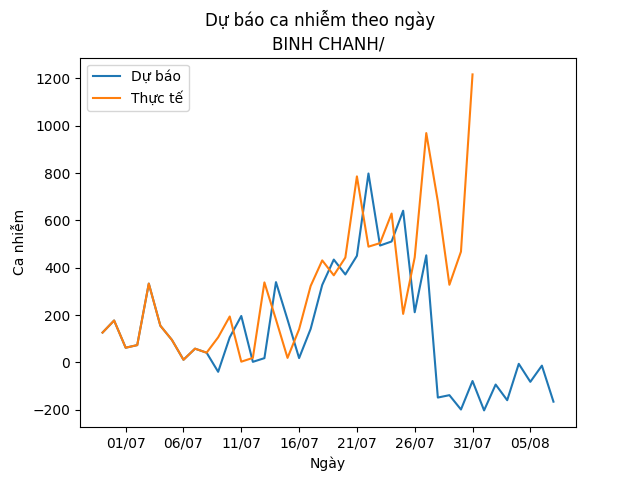 Dự báo ca nhiễm theo ngày
BINH CHANH/
Dự báo
Thực tế
Ca nhiễm
1200
1000
800
600
400
200
0
−200
01/07 06/07 11/07 16/07 21/07 26/07 31/07 05/08
Ngày